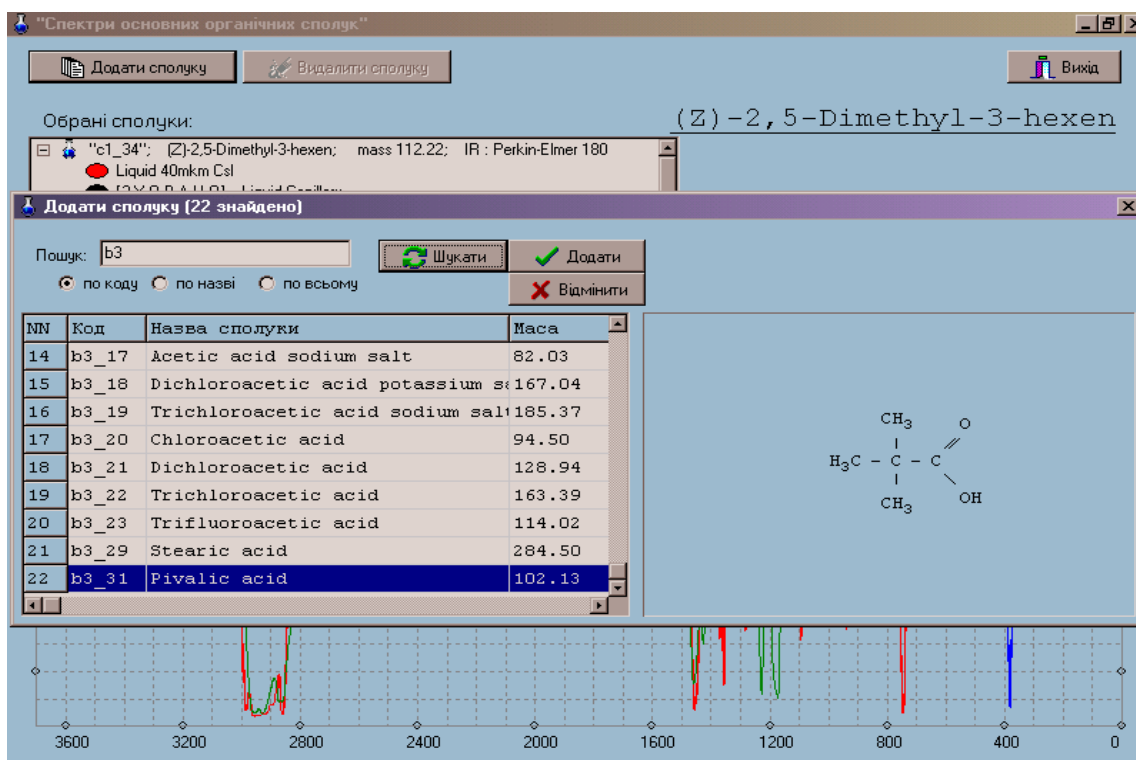 "Спектри основних органічних сполук"
Додати сполуку
Видалити сполуку
Вихід
Обрані сполуки:
(Z)-2,5-Dimethyl-3-hexen
"c1_34"; (Z)-2,5-Dimethyl-3-hexen; mass 112.22; IR : Perkin-Elmer 180
Liquid 40mkm CsI
Liquid Capillary
Додати сполуку (22 знайдено)
Пошук: b3
Шукати
Додати
по коду по назві по всьому
Відмінити
NN Код Назва сполуки Маса
14 b3_17 Acetic acid sodium salt 82.03
15 b3_18 Dichloroacetic acid potassium s 167.04
16 b3_19 Trichloroacetic acid sodium sal 185.37
17 b3_20 Chloroacetic acid 94.50
18 b3_21 Dichloroacetic acid 128.94
19 b3_22 Trichloroacetic acid 163.39
20 b3_23 Trifluoroacetic acid 114.02
21 b3_29 Stearic acid 284.50
22 b3_31 Pivalic acid 102.13
CH3 O
H3C – C – C
CH3 OH
3600 3200 2800 2400 2000 1600 1200 800 400 0